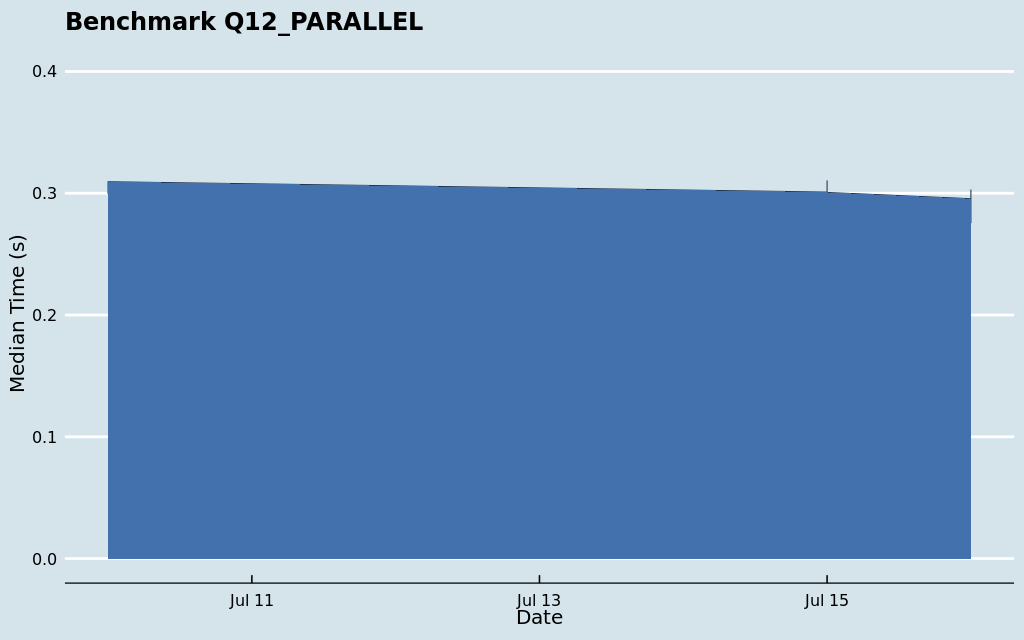 Benchmark Q12_PARALLEL
Median Time (s)
0.4
0.3
0.2
0.1
0.0
Jul 11
Jul 13
Jul 15
Date